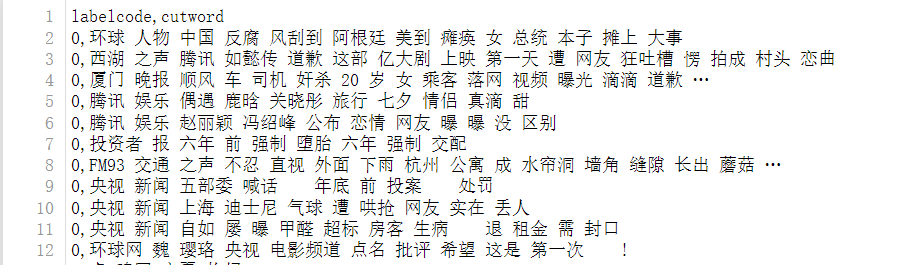 1 labelcode,cutword
2 0,环球 人物 中国 反腐 风刮到 阿根廷 美到 瘫痪 女 总统 本子 摊上 大事
3 0,西湖 之声 腾讯 如懿传 道歉 这部 亿大剧 上映 第一天 遭 网友 狂吐槽 愣 拍成 村头 恋曲
4 0,厦门 晚报 顺风 车 司机 奸杀 20 岁 女 乘客 落网 视频 曝光 滴滴 道歉 …
5 0,腾讯 娱乐 偶遇 鹿晗 关晓彤 旅行 七夕 情侣 真滴 甜
6 0,腾讯 娱乐 赵丽颖 冯绍峰 公布 恋情 网友 曝 曝 没 区别
7 0,投资者 报 六年 前 强制 堕胎 六年 强制 交配
8 0,FM93 交通 之声 不忍 直视 外面 下雨 杭州 公寓 成 水帘洞 墙角 缝隙 长出 蘑菇 …
9 0,央视 新闻 五部委 喊话 年底 前 投案 处罚
10 0,央视 新闻 上海 迪士尼 气球 遭 哄抢 网友 实在 丢人
11 0,央视 新闻 自如 屡 曝 甲醛 超标 房客 生病 退 租金 需 封口
12 0,环球网 魏 璎珞 央视 电影频道 点名 批评 希望 这是 第一次 !